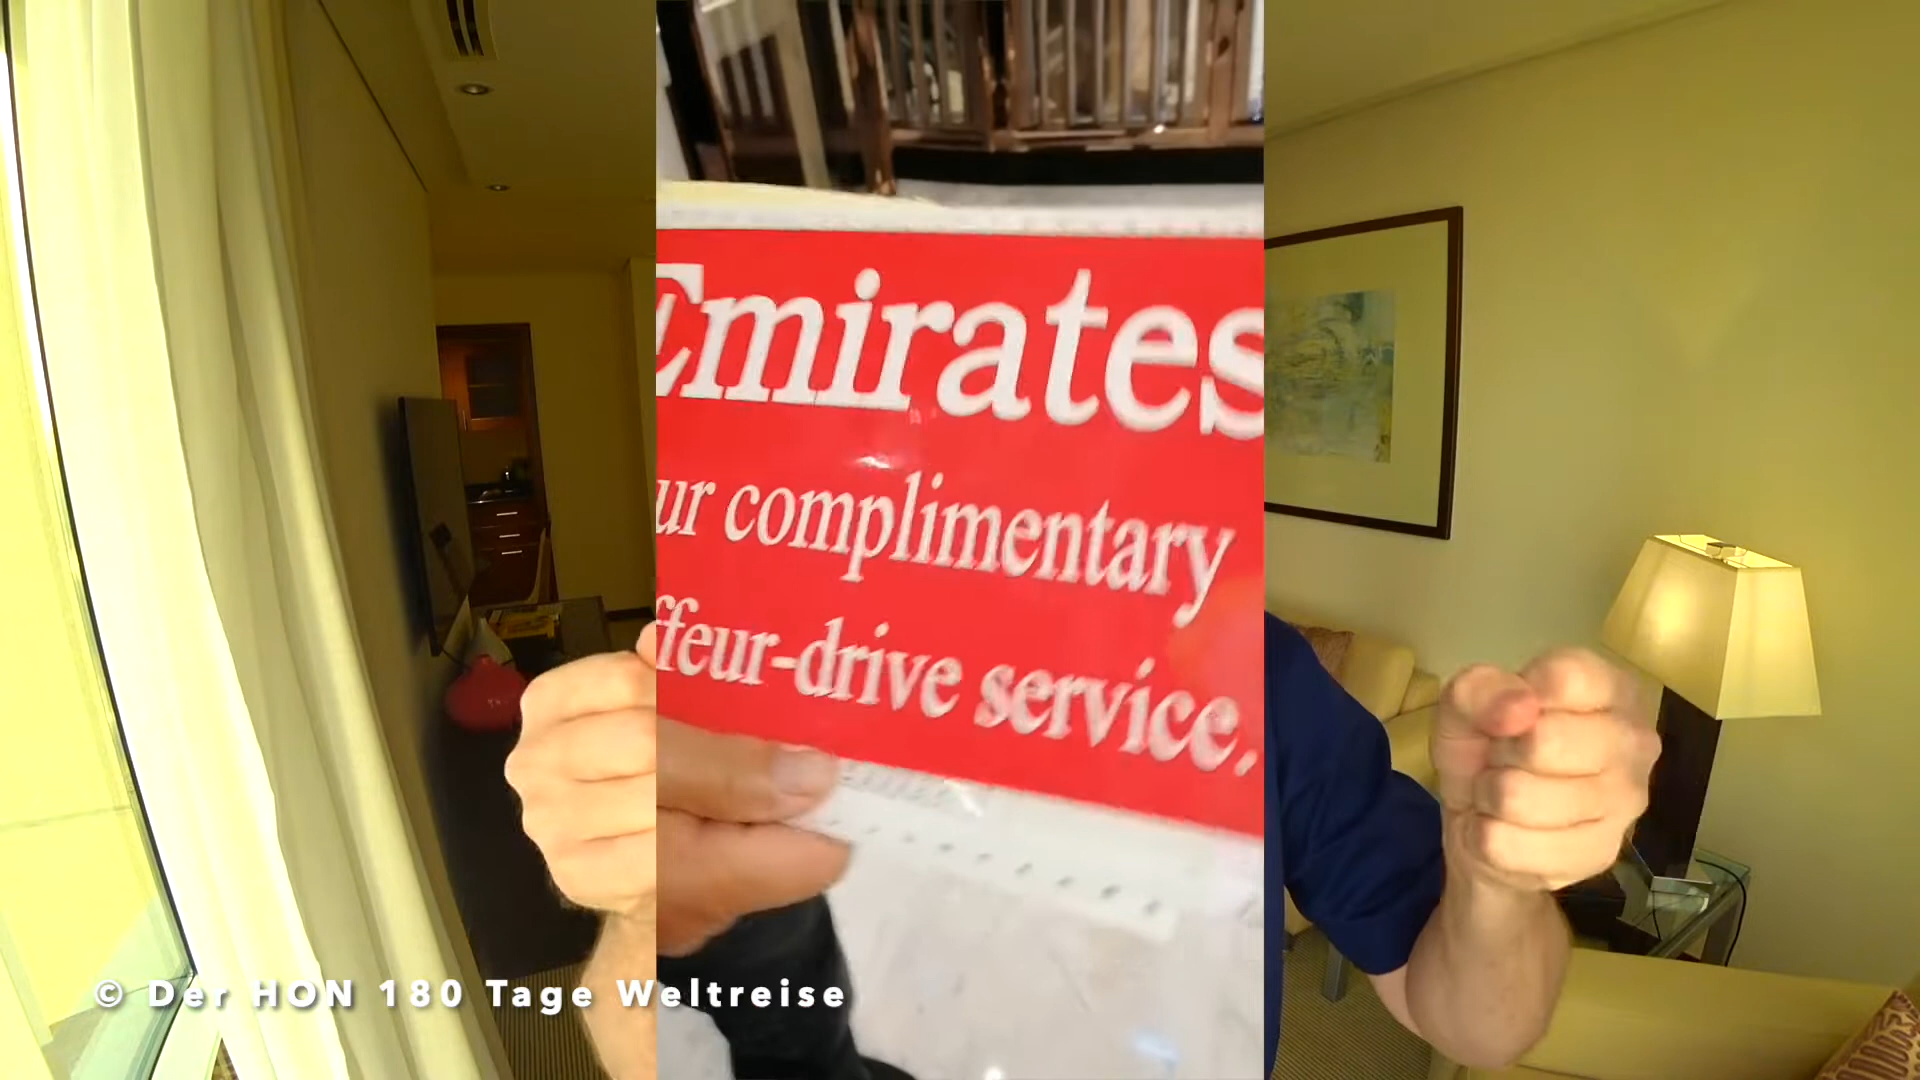 Emirates
ur complimentary
ffeur-drive service.
© Der HON 180 Tage Weltreise